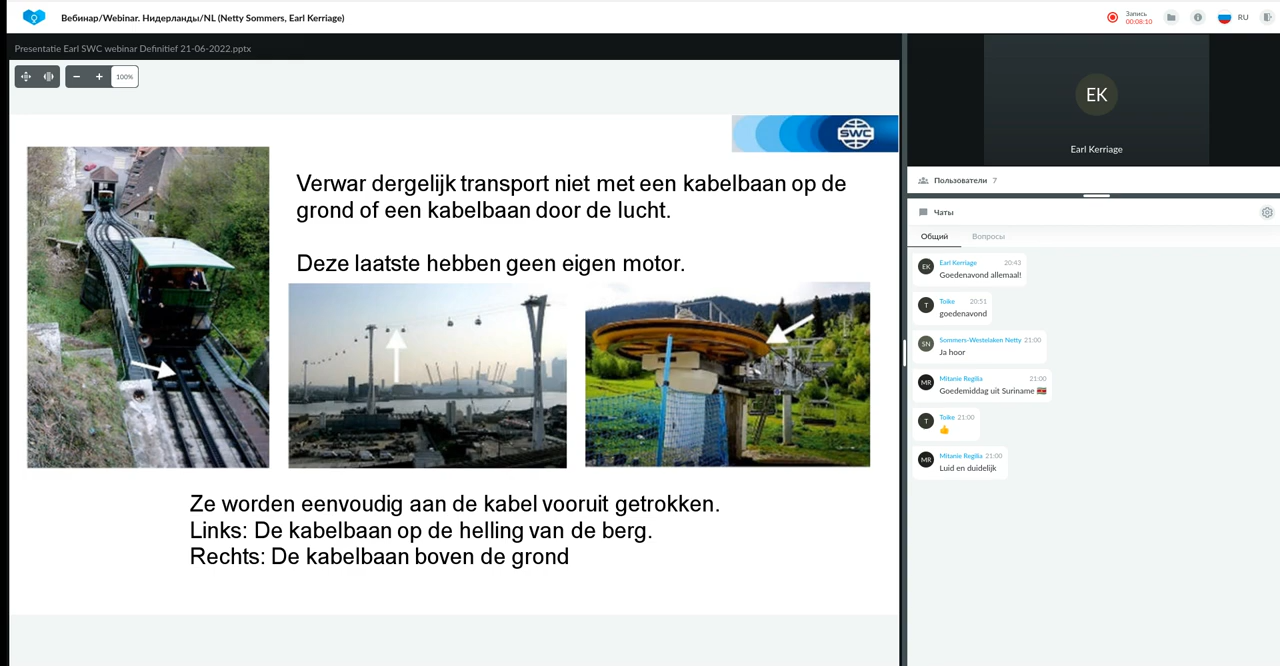 Вебинар/Webinar. Нидерланды/NL (Netty Sommers, Earl Kerriage)
Запись
00:08:10
RU
Presentatie Earl SWC webinar Definitief 21-06-2022.pptx
100%
SWC
Verwar dergelijk transport niet met een kabelbaan op de
grond of een kabelbaan door de lucht.
Deze laatste hebben geen eigen motor.
Ze worden eenvoudig aan de kabel vooruit getrokken.
Links: De kabelbaan op de helling van de berg.
Rechts: De kabelbaan boven de grond
EK
Earl Kerriage
Пользователи 7
Чаты
Общий Вопросы
EK Earl Kerriage 20:43
Goedenavond allemaal!
T Toike 20:51
goedenavond
SN Sommers-Westelaken Netty 21:00
Ja hoor
MR Mitanie Regilia 21:00
Goedemiddag uit Suriname 🇸🇷
T Toike 21:00
👍
MR Mitanie Regilia 21:00
Luid en duidelijk